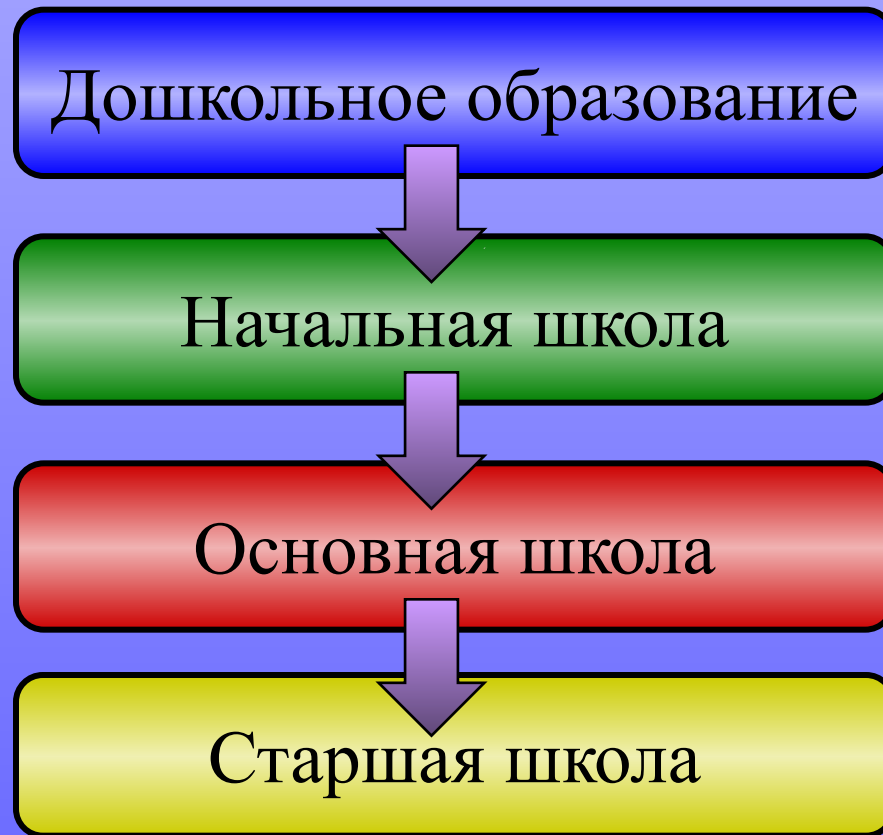 Дошкольное образование
Начальная школа
Основная школа
Старшая школа